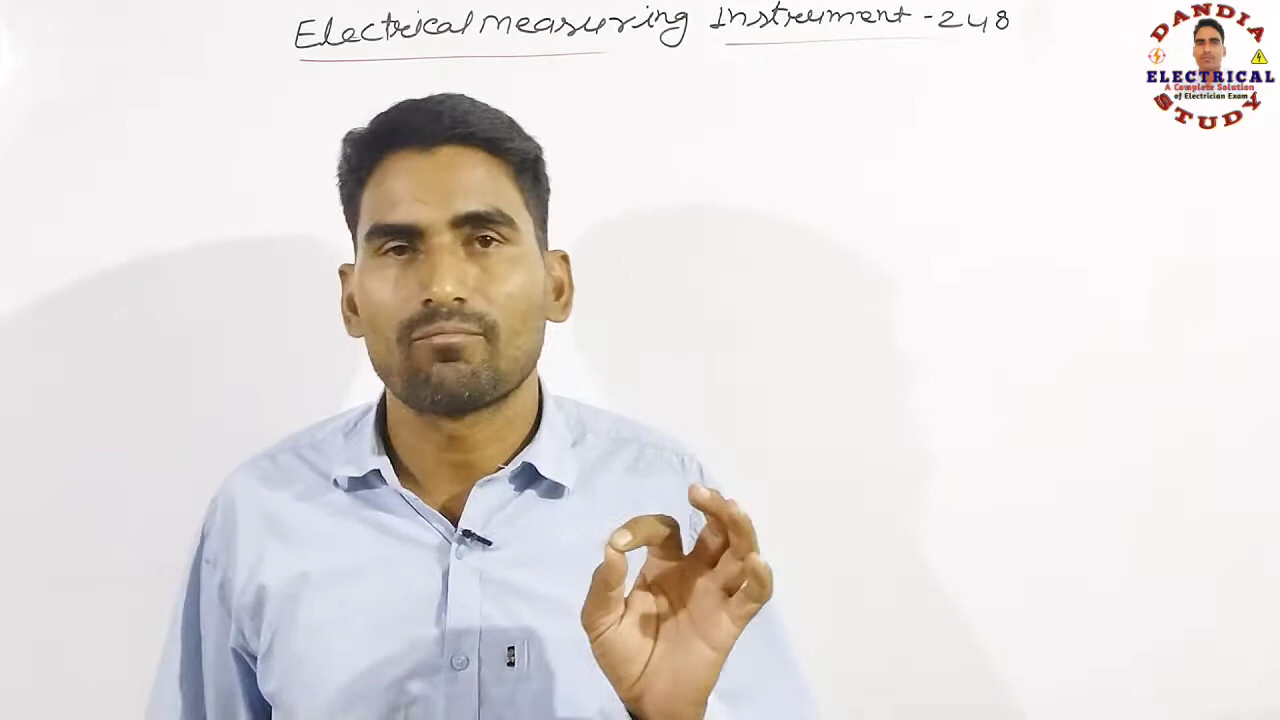 Electrical Measuring Instrument - 248
DANDIA
ELECTRICAL
A Complete Solution
of Electrician Exam
STUDY